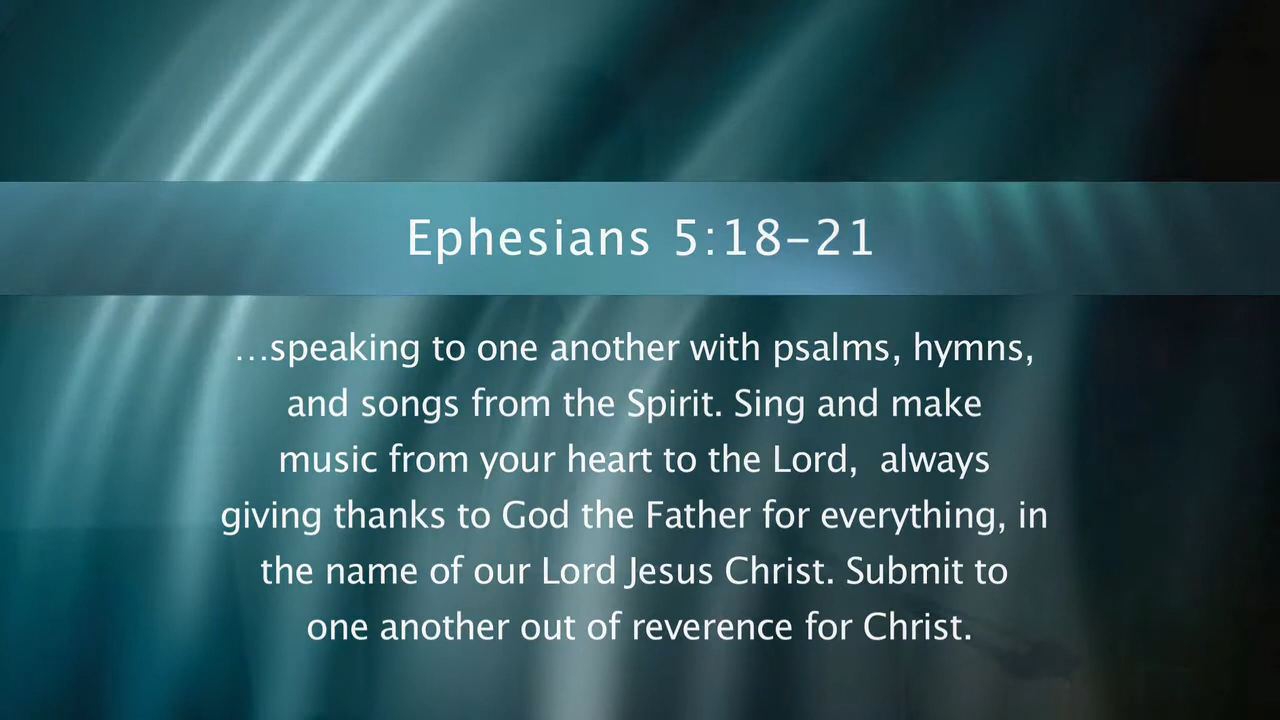 Ephesians 5:18-21
…speaking to one another with psalms, hymns,
and songs from the Spirit. Sing and make
music from your heart to the Lord,  always
giving thanks to God the Father for everything, in
the name of our Lord Jesus Christ. Submit to
one another out of reverence for Christ.